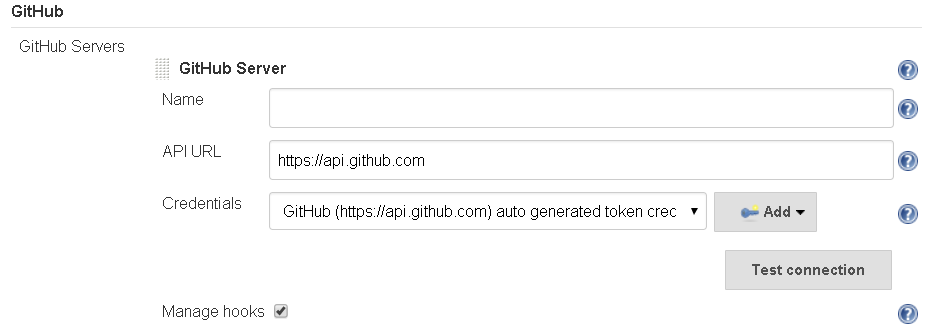 GitHub
GitHub Servers
GitHub Server
Name
API URL
https://api.github.com
Credentials
GitHub (https://api.github.com) auto generated token crec
Add
Test connection
Manage hooks